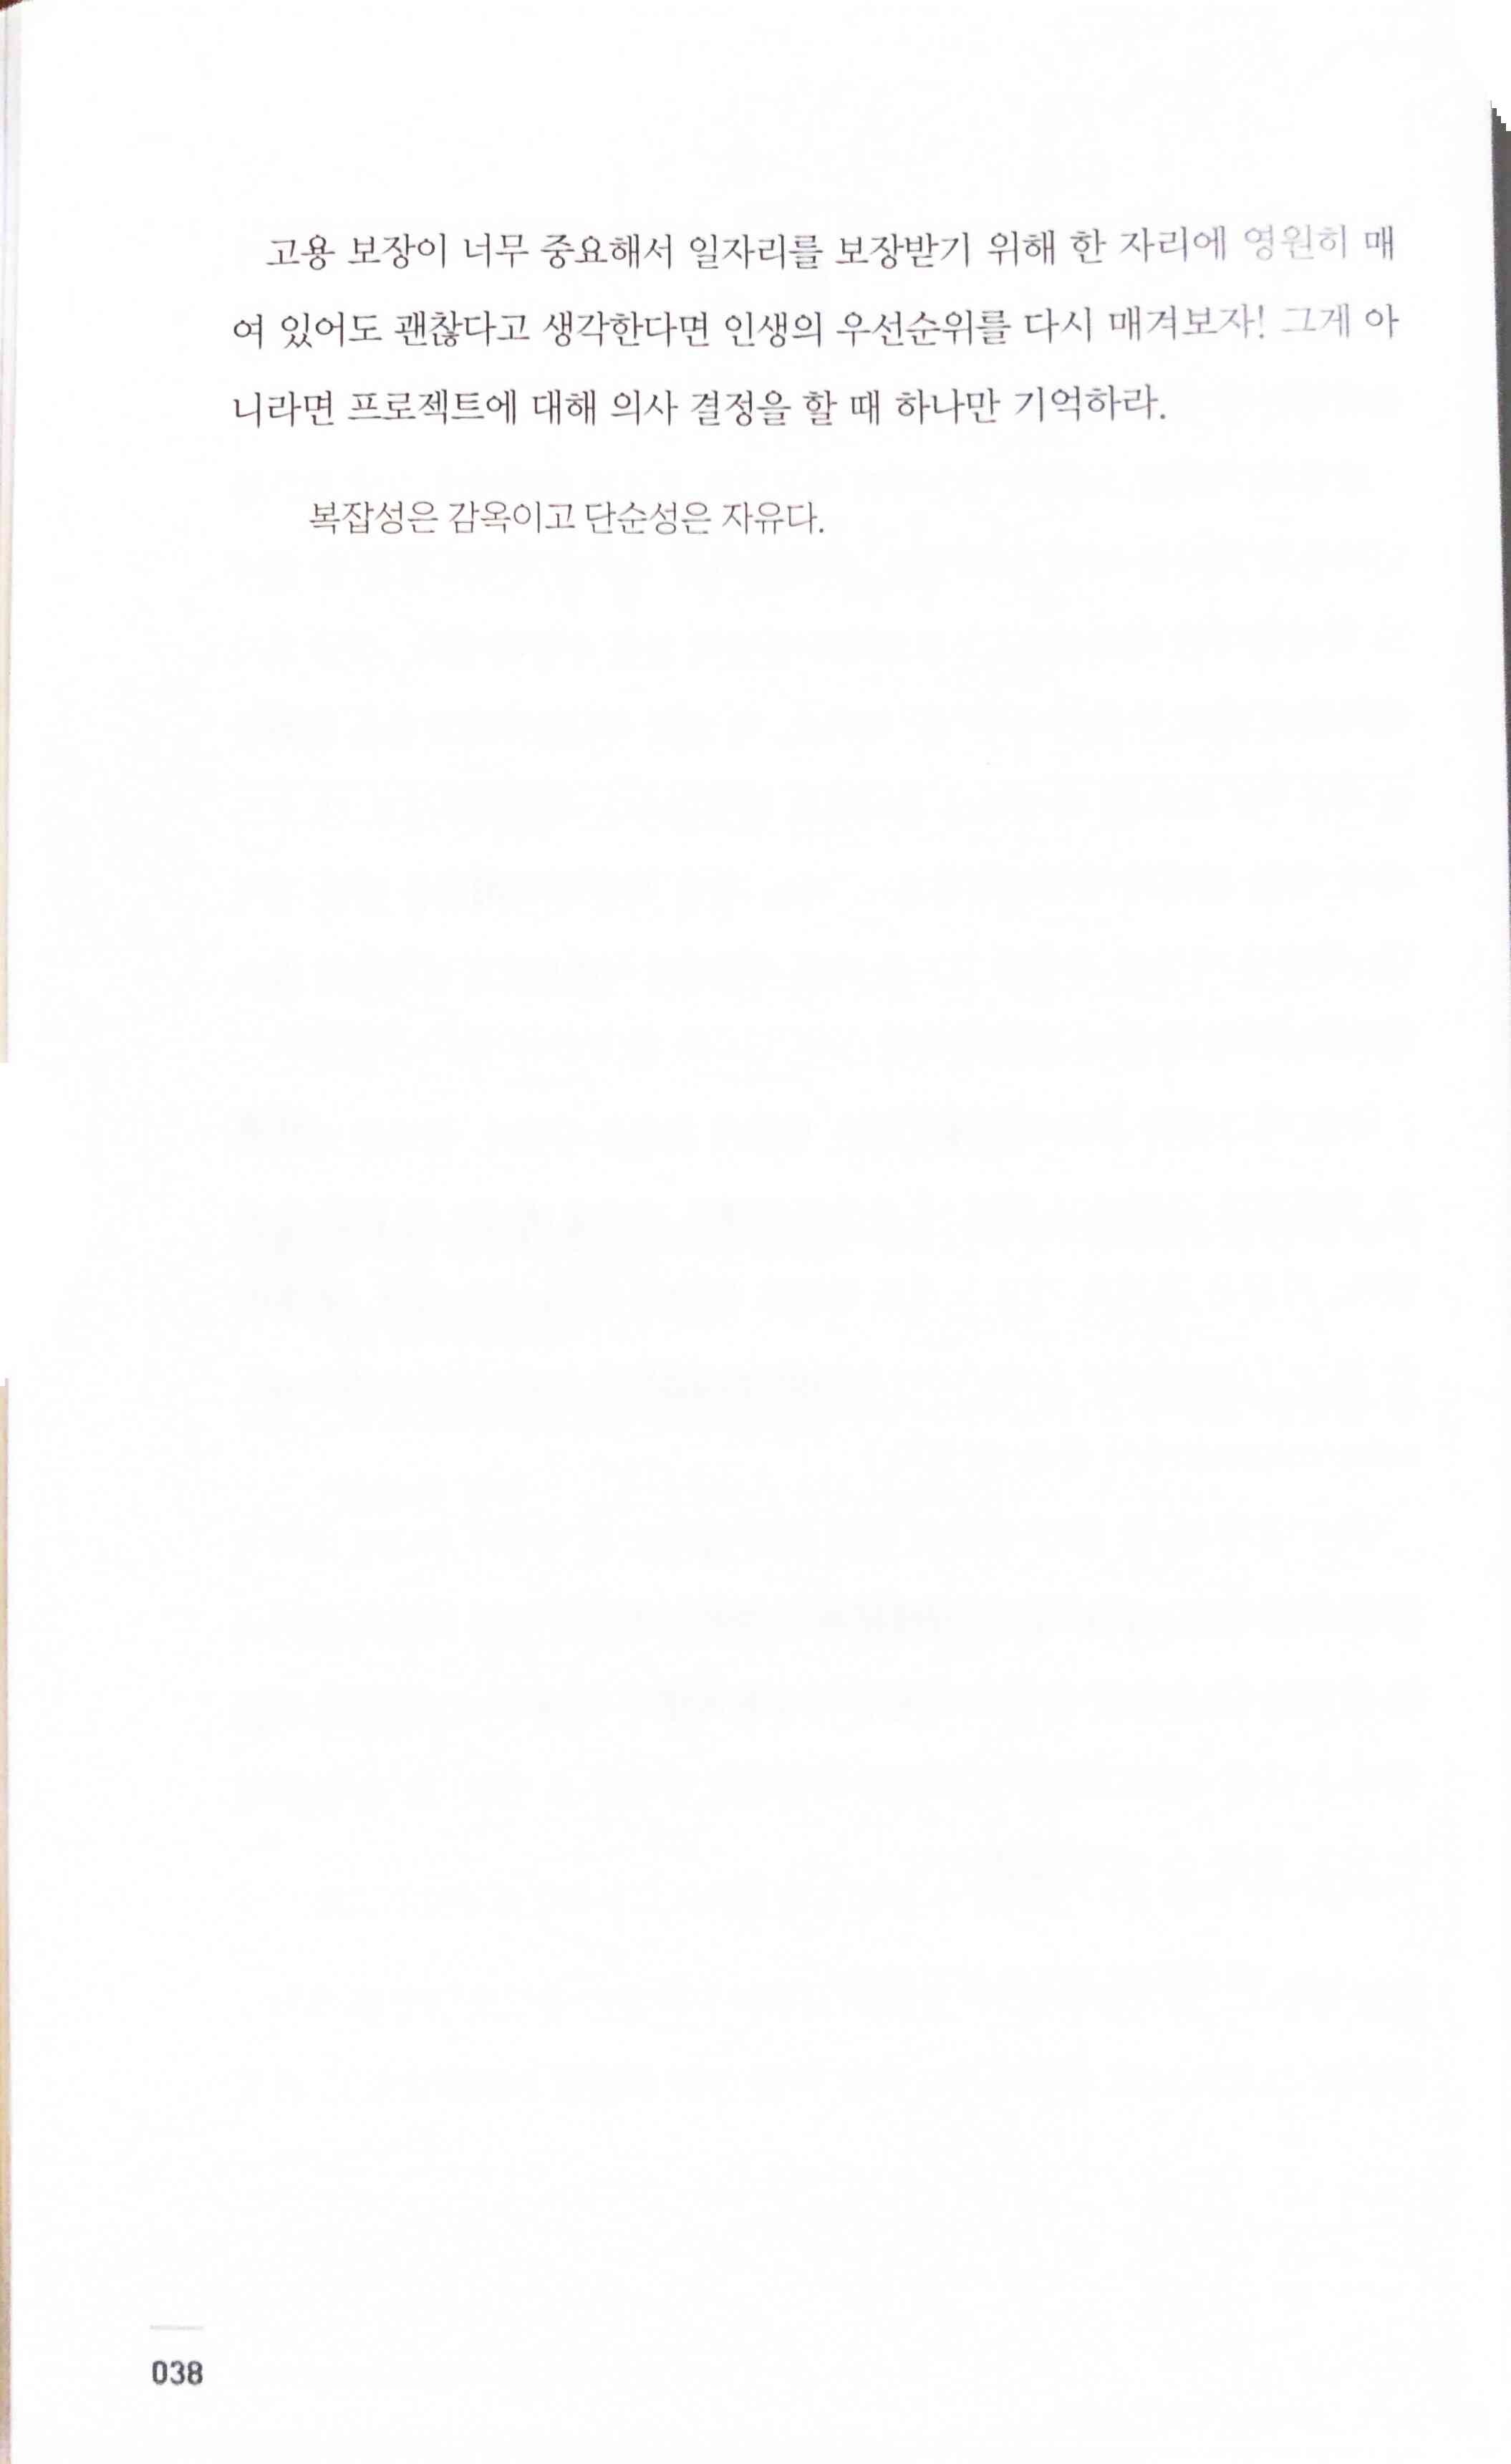 고용 보장이 너무 중요해서 일자리를 보장받기 위해 한 자리에 영원히 매
여 있어도 괜찮다고 생각한다면 인생의 우선순위를 다시 매겨보자! 그게 아
니라면 프로젝트에 대해 의사 결정을 할 때 하나만 기억하라.
복잡성은 감옥이고 단순성은 자유다.
038